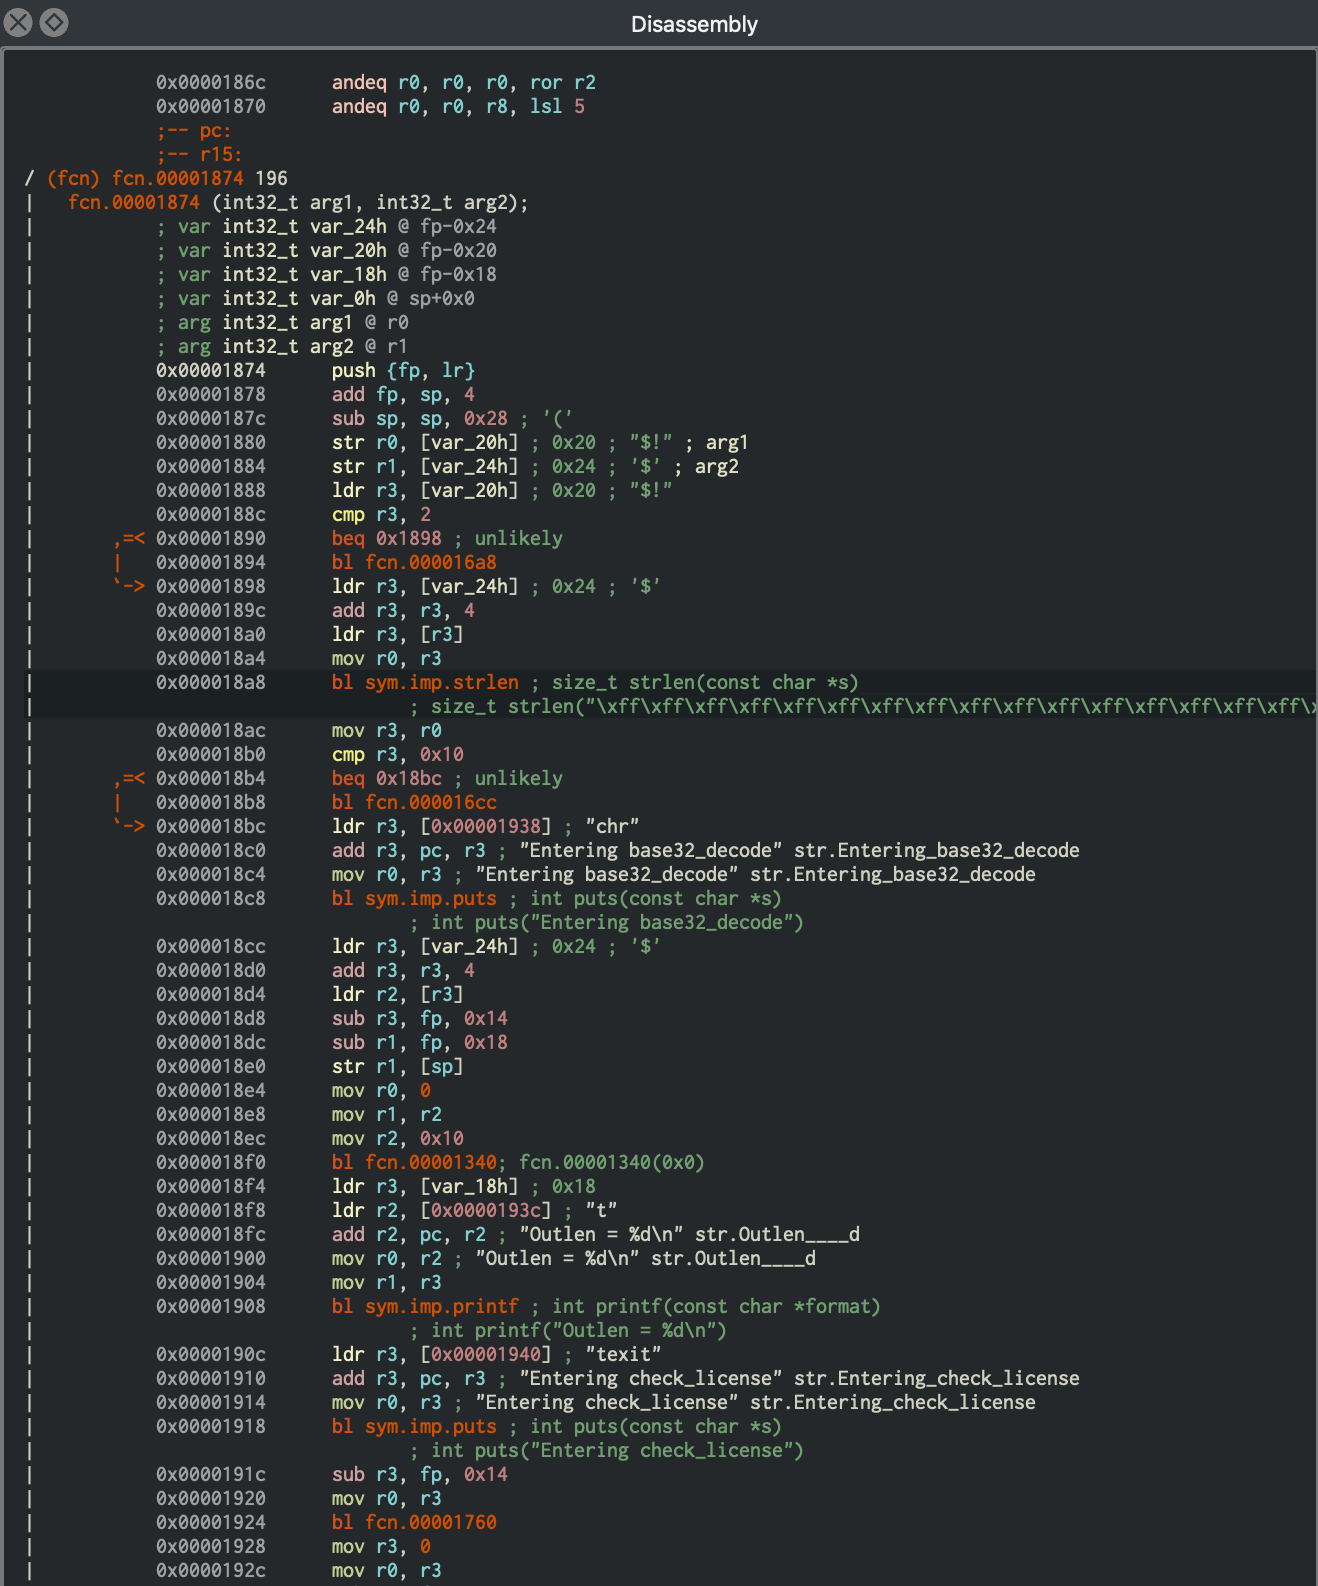 Disassembly
0x0000186c andeq r0, r0, r0, ror r2
0x00001870 andeq r0, r0, r8, lsl 5
;-- pc:
;-- r15:
/ (fcn) fcn.00001874 196
| fcn.00001874 (int32_t arg1, int32_t arg2);
| ; var int32_t var_24h @ fp-0x24
| ; var int32_t var_20h @ fp-0x20
| ; var int32_t var_18h @ fp-0x18
| ; var int32_t var_0h @ sp+0x0
| ; arg int32_t arg1 @ r0
| ; arg int32_t arg2 @ r1
| 0x00001874 push {fp, lr}
| 0x00001878 add fp, sp, 4
| 0x0000187c sub sp, sp, 0x28 ; '('
| 0x00001880 str r0, [var_20h] ; 0x20 ; "$!" ; arg1
| 0x00001884 str r1, [var_24h] ; 0x24 ; '$' ; arg2
| 0x00001888 ldr r3, [var_20h] ; 0x20 ; "$!"
| 0x0000188c cmp r3, 2
| ,=< 0x00001890 beq 0x1898 ; unlikely
| | 0x00001894 bl fcn.000016a8
| `-> 0x00001898 ldr r3, [var_24h] ; 0x24 ; '$'
| 0x0000189c add r3, r3, 4
| 0x000018a0 ldr r3, [r3]
| 0x000018a4 mov r0, r3
| 0x000018a8 bl sym.imp.strlen ; size_t strlen(const char *s)
| ; size_t strlen("\xff\xff\xff\xff\xff\xff\xff\xff\xff\xff\xff\xff\xff\xff\xff\xff\x
| 0x000018ac mov r3, r0
| 0x000018b0 cmp r3, 0x10
| ,=< 0x000018b4 beq 0x18bc ; unlikely
| | 0x000018b8 bl fcn.000016cc
| `-> 0x000018bc ldr r3, [0x00001938] ; "chr"
| 0x000018c0 add r3, pc, r3 ; "Entering base32_decode" str.Entering_base32_decode
| 0x000018c4 mov r0, r3 ; "Entering base32_decode" str.Entering_base32_decode
| 0x000018c8 bl sym.imp.puts ; int puts(const char *s)
| ; int puts("Entering base32_decode")
| 0x000018cc ldr r3, [var_24h] ; 0x24 ; '$'
| 0x000018d0 add r3, r3, 4
| 0x000018d4 ldr r2, [r3]
| 0x000018d8 sub r3, fp, 0x14
| 0x000018dc sub r1, fp, 0x18
| 0x000018e0 str r1, [sp]
| 0x000018e4 mov r0, 0
| 0x000018e8 mov r1, r2
| 0x000018ec mov r2, 0x10
| 0x000018f0 bl fcn.00001340; fcn.00001340(0x0)
| 0x000018f4 ldr r3, [var_18h] ; 0x18
| 0x000018f8 ldr r2, [0x0000193c] ; "t"
| 0x000018fc add r2, pc, r2 ; "Outlen = %d\n" str.Outlen____d
| 0x00001900 mov r0, r2 ; "Outlen = %d\n" str.Outlen____d
| 0x00001904 mov r1, r3
| 0x00001908 bl sym.imp.printf ; int printf(const char *format)
| ; int printf("Outlen = %d\n")
| 0x0000190c ldr r3, [0x00001940] ; "texit"
| 0x00001910 add r3, pc, r3 ; "Entering check_license" str.Entering_check_license
| 0x00001914 mov r0, r3 ; "Entering check_license" str.Entering_check_license
| 0x00001918 bl sym.imp.puts ; int puts(const char *s)
| ; int puts("Entering check_license")
| 0x0000191c sub r3, fp, 0x14
| 0x00001920 mov r0, r3
| 0x00001924 bl fcn.00001760
| 0x00001928 mov r3, 0
| 0x0000192c mov r0, r3